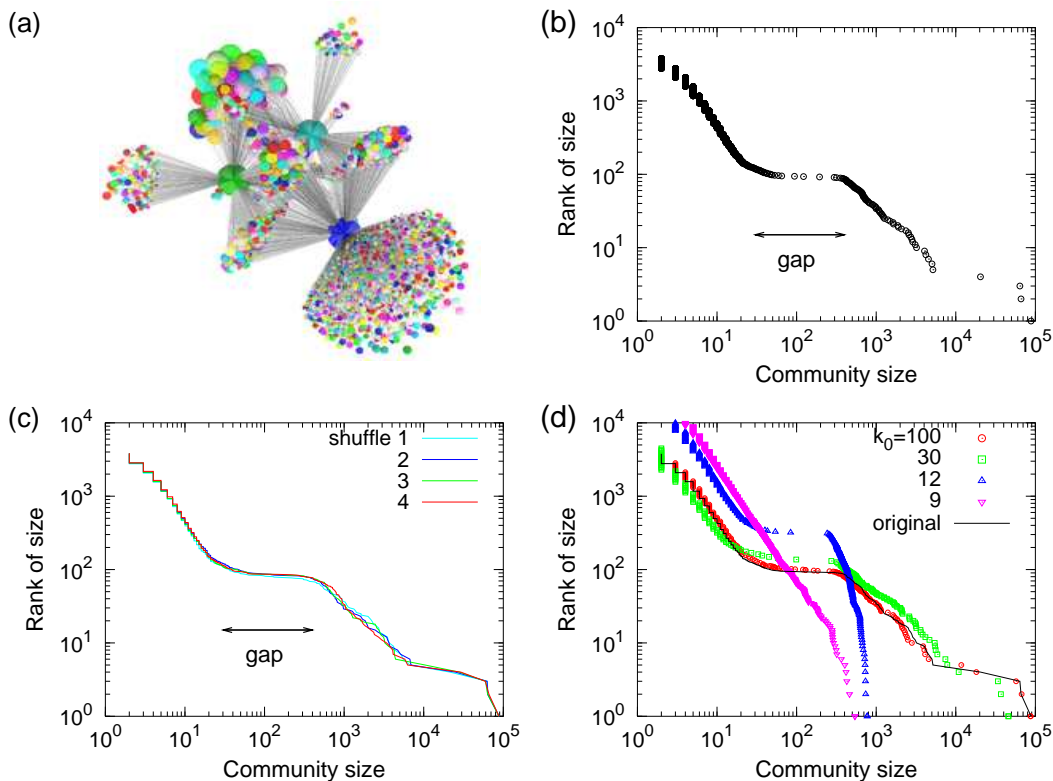 (a)
(b)
10^4
10^3
10^2
10^1
10^0
Rank of size
gap
10^0 10^1 10^2 10^3 10^4 10^5
Community size
(c)
10^4
10^3
10^2
10^1
10^0
Rank of size
shuffle 1
2
3
4
gap
10^0 10^1 10^2 10^3 10^4 10^5
Community size
(d)
10^4
10^3
10^2
10^1
10^0
Rank of size
k_0=100
30
12
9
original
10^0 10^1 10^2 10^3 10^4 10^5
Community size